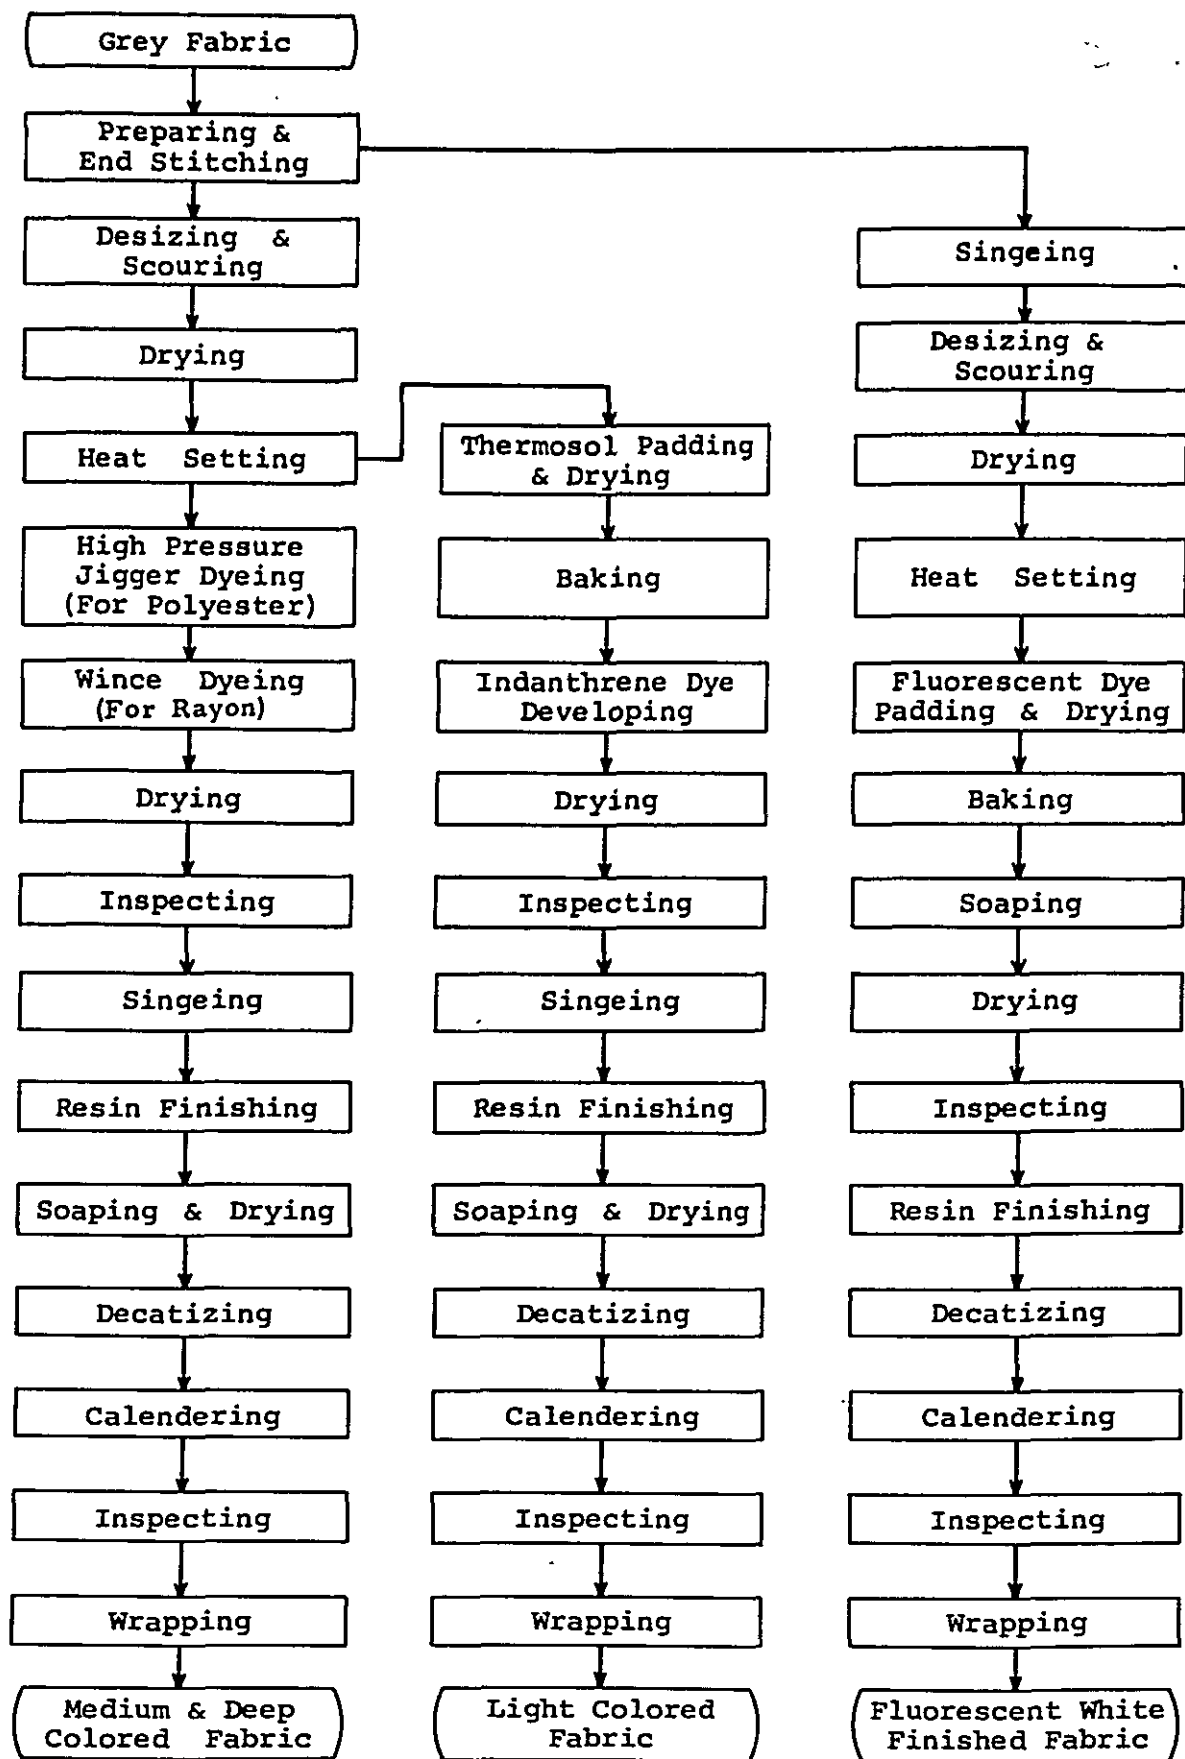 Grey Fabric
Preparing &
End Stitching
Desizing &
Scouring
Drying
Heat Setting
High Pressure
Jigger Dyeing
(For Polyester)
Wince Dyeing
(For Rayon)
Drying
Inspecting
Singeing
Resin Finishing
Soaping & Drying
Decatizing
Calendering
Inspecting
Wrapping
Medium & Deep
Colored Fabric
Thermosol Padding
& Drying
Baking
Indanthrene Dye
Developing
Drying
Inspecting
Singeing
Resin Finishing
Soaping & Drying
Decatizing
Calendering
Inspecting
Wrapping
Light Colored
Fabric
Singeing
Desizing &
Scouring
Drying
Heat Setting
Fluorescent Dye
Padding & Drying
Baking
Soaping
Drying
Inspecting
Resin Finishing
Decatizing
Calendering
Inspecting
Wrapping
Fluorescent White
Finished Fabric